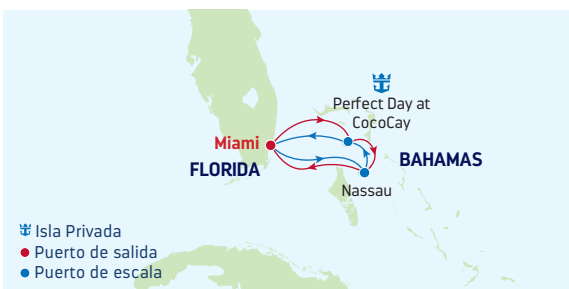 Perfect Day at
CocoCay
Miami
FLORIDA
BAHAMAS
Nassau
Isla Privada
Puerto de salida
Puerto de escala